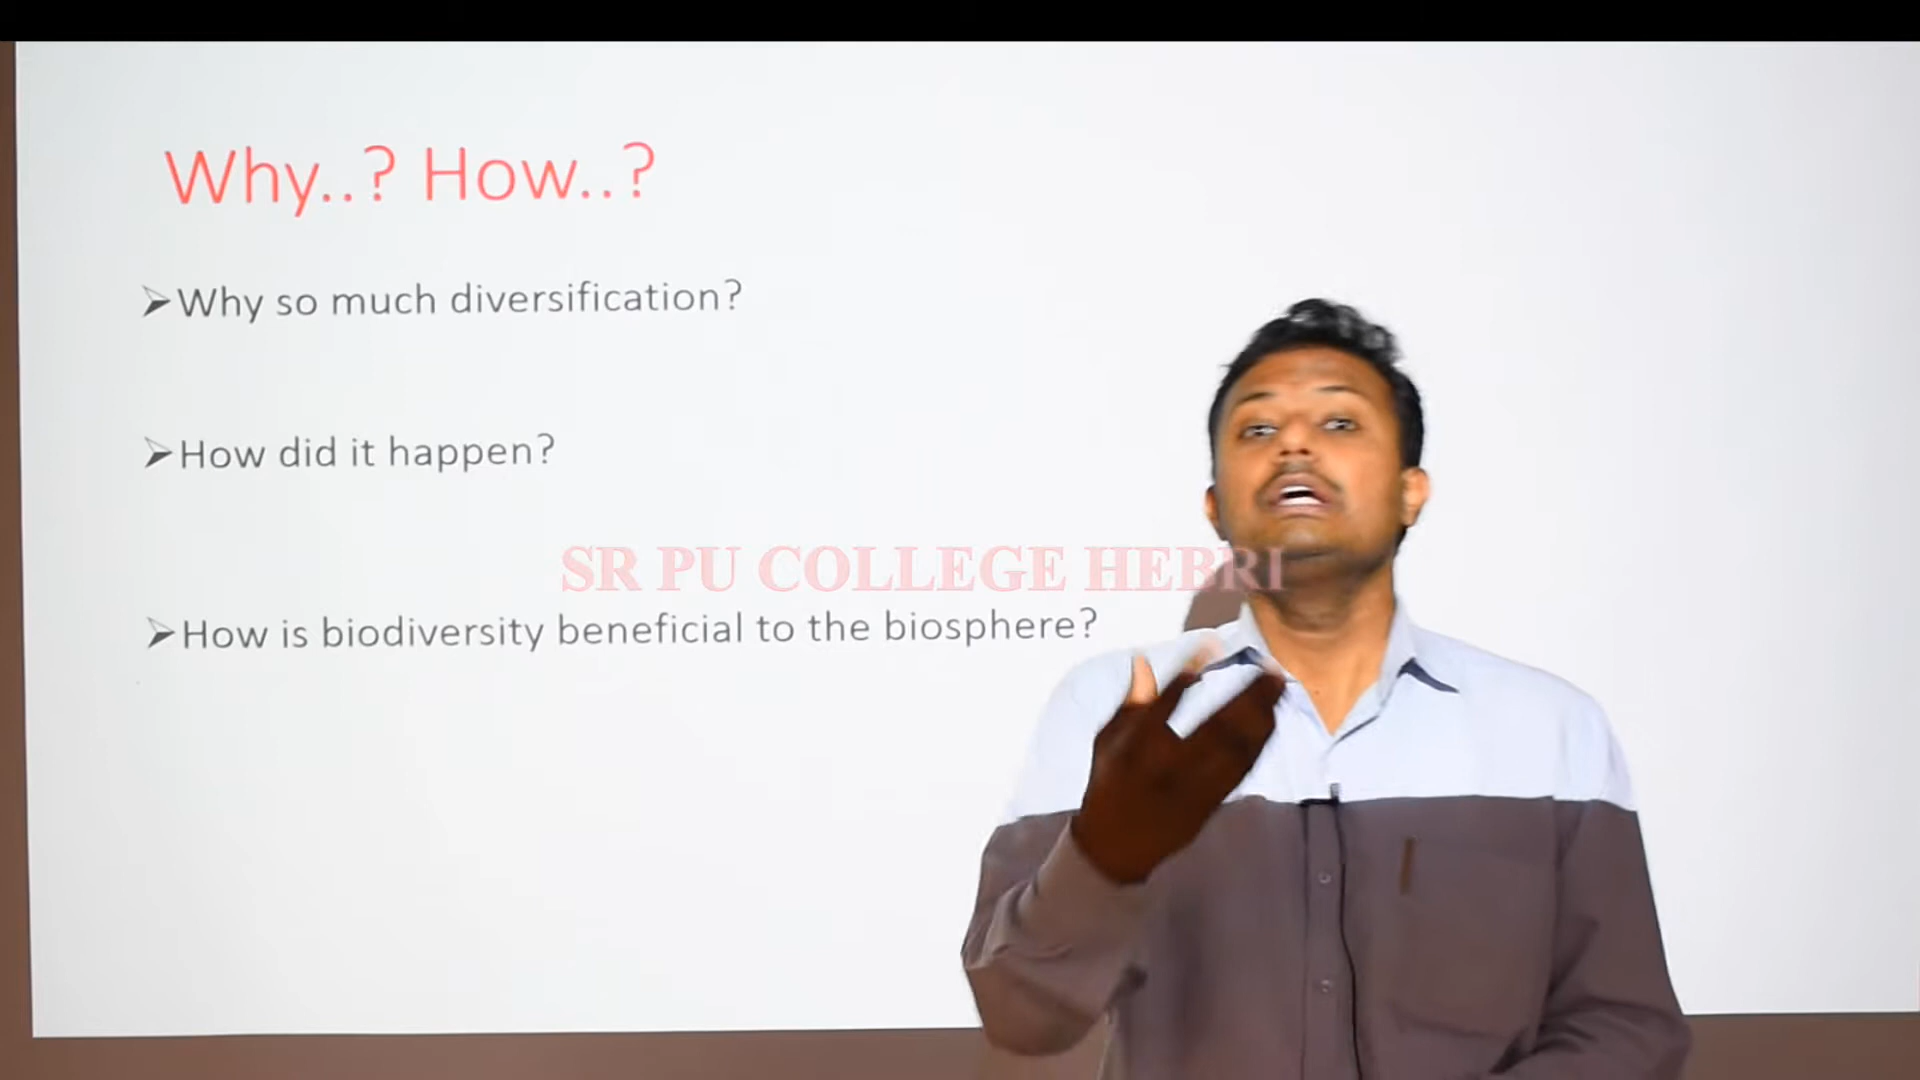 Why..? How..?
➢Why so much diversification?
➢How did it happen?
SR PU COLLEGE HEBRI
➢How is biodiversity beneficial to the biosphere?